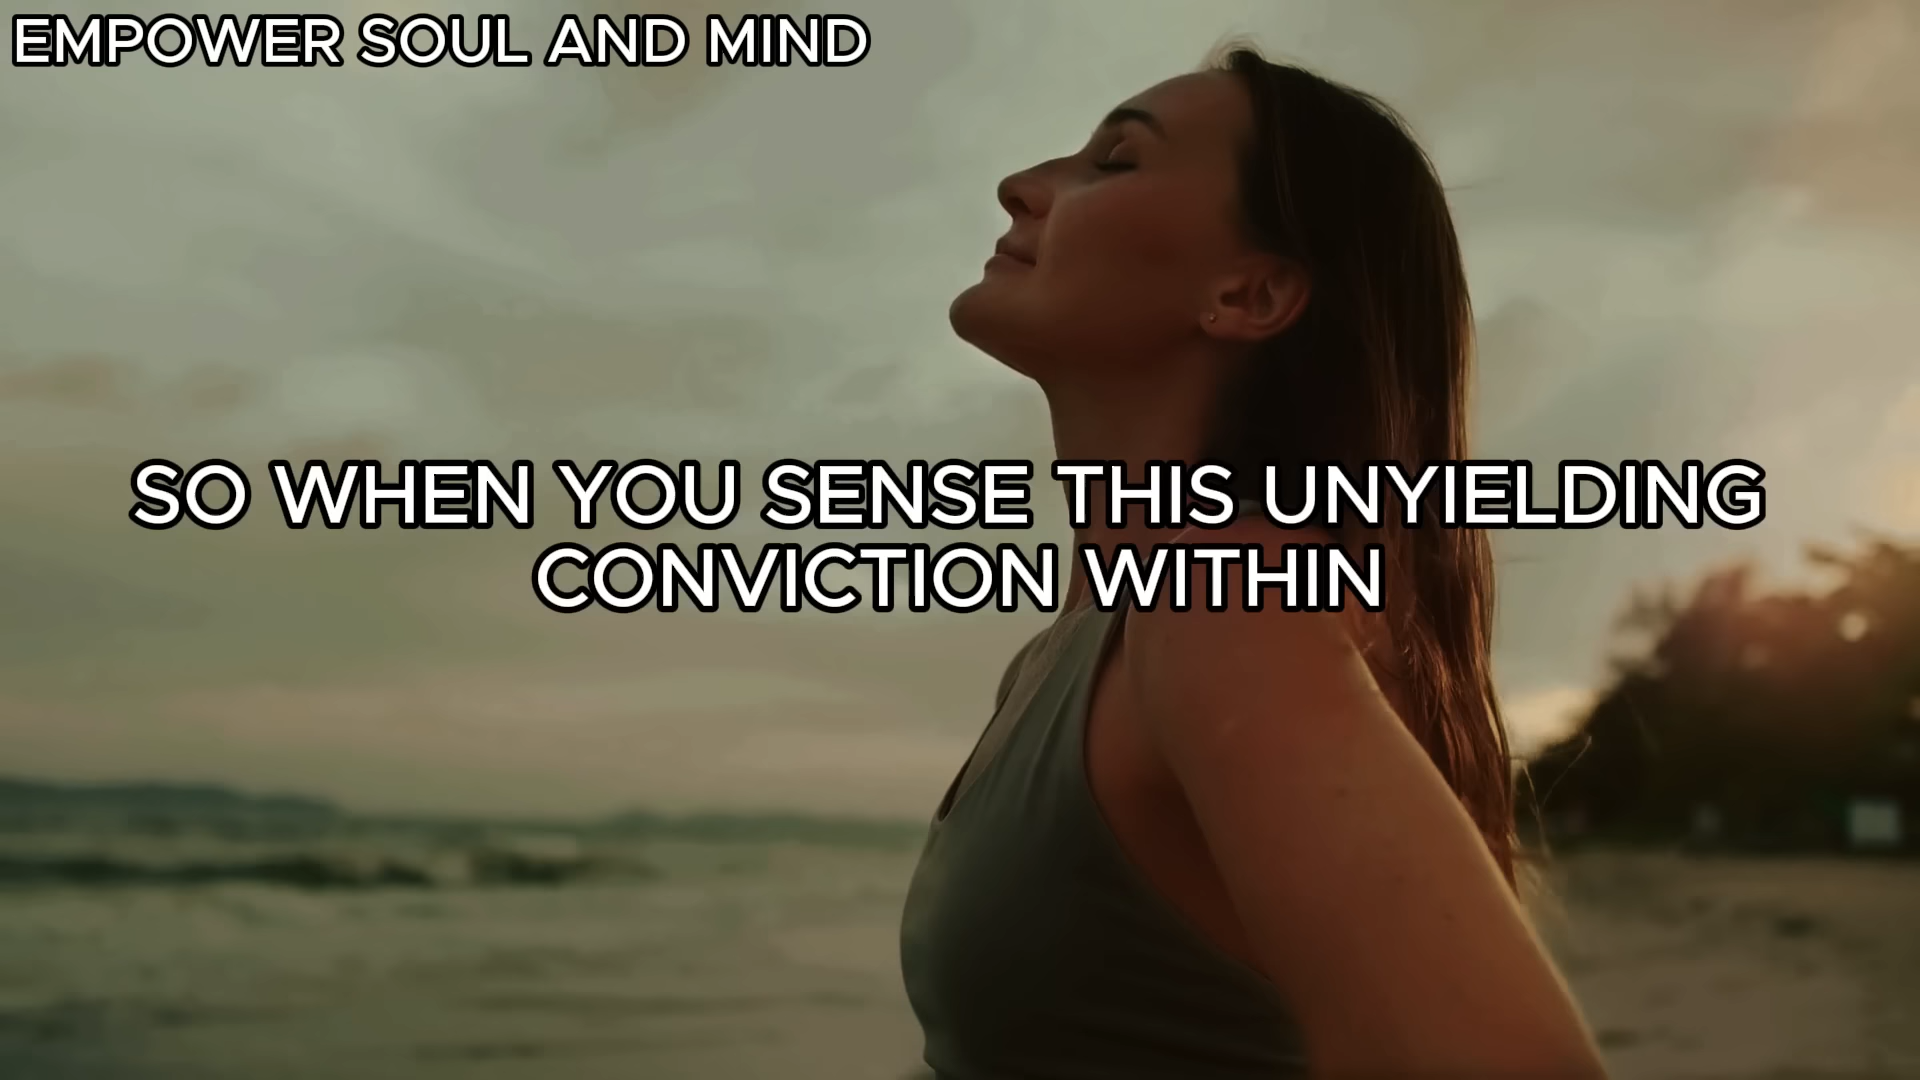 EMPOWER SOUL AND MIND
SO WHEN YOU SENSE THIS UNYIELDING
CONVICTION WITHIN